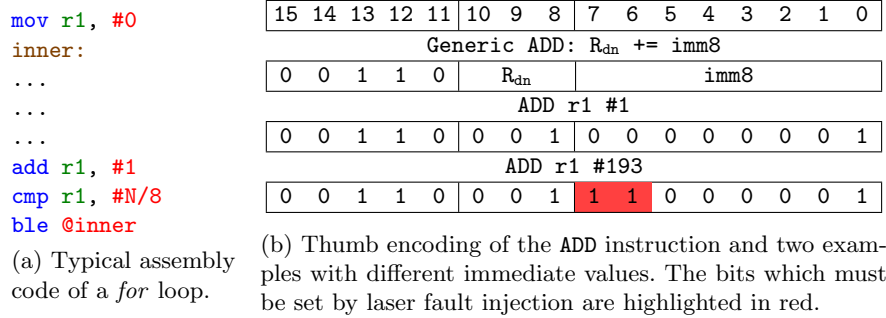 mov r1, #0
inner:
...
...
...
add r1, #1
cmp r1, #N/8
ble @inner
(a) Typical assembly
code of a for loop.
15 14 13 12 11 10 9 8 7 6 5 4 3 2 1 0
Generic ADD: Rdn += imm8
0 0 1 1 0 Rdn imm8
ADD r1 #1
0 0 1 1 0 0 0 1 0 0 0 0 0 0 0 1
ADD r1 #193
0 0 1 1 0 0 0 1 1 1 0 0 0 0 0 1
(b) Thumb encoding of the ADD instruction and two exam-
ples with different immediate values. The bits which must
be set by laser fault injection are highlighted in red.